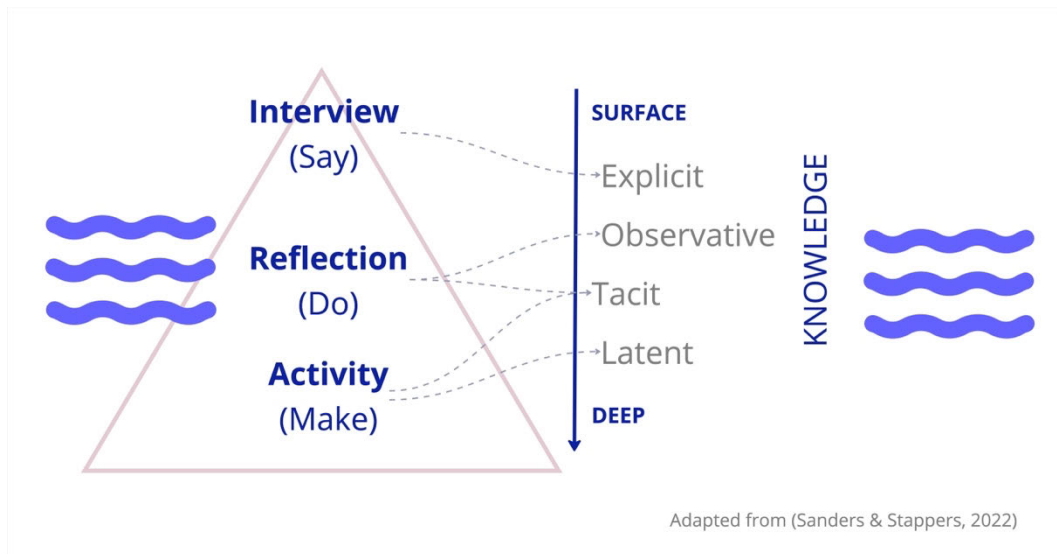 Interview
(Say)
Reflection
(Do)
Activity
(Make)
SURFACE
Explicit
Observative
Tacit
Latent
DEEP
KNOWLEDGE
Adapted from (Sanders & Stappers, 2022)